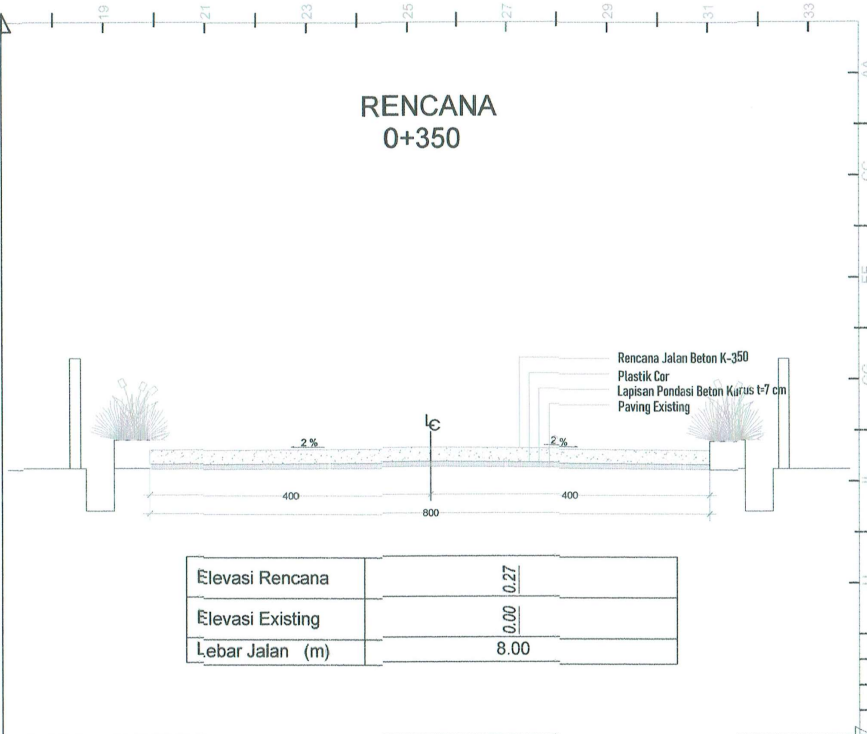 19 21 23 25 27 29 31 33
RENCANA
0+350
Rencana Jalan Beton K-350
Plastik Cor
Lapisan Pondasi Beton Kurus t=7 cm
Paving Existing
2 %
2 %
400
400
800
Elevasi Rencana 0.27
Elevasi Existing 0.00
Lebar Jalan (m) 8.00